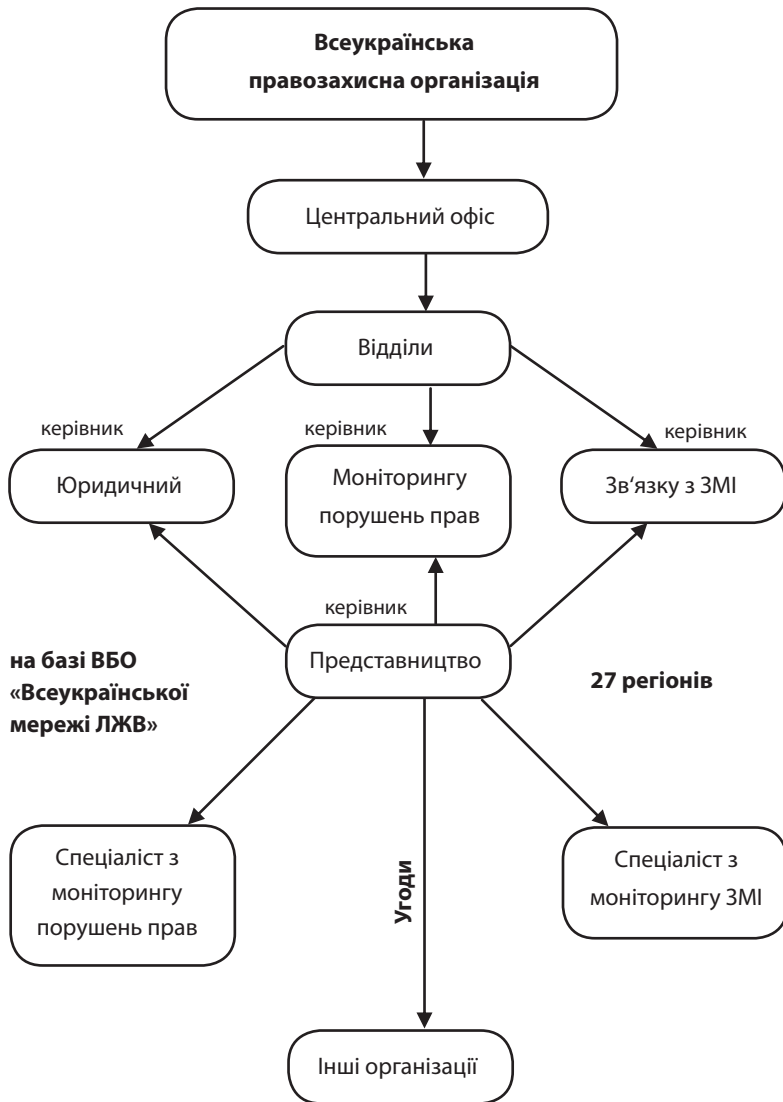 Всеукраїнська
правозахисна організація
Центральний офіс
Відділи
керівник
Юридичний
керівник
Моніторингу
порушень прав
керівник
Зв‘язку з ЗМІ
керівник
Представництво
на базі ВБО
«Всеукраїнської
мережі ЛЖВ»
27 регіонів
Спеціаліст з
моніторингу
порушень прав
Угоди
Спеціаліст з
моніторингу ЗМІ
Інші організації